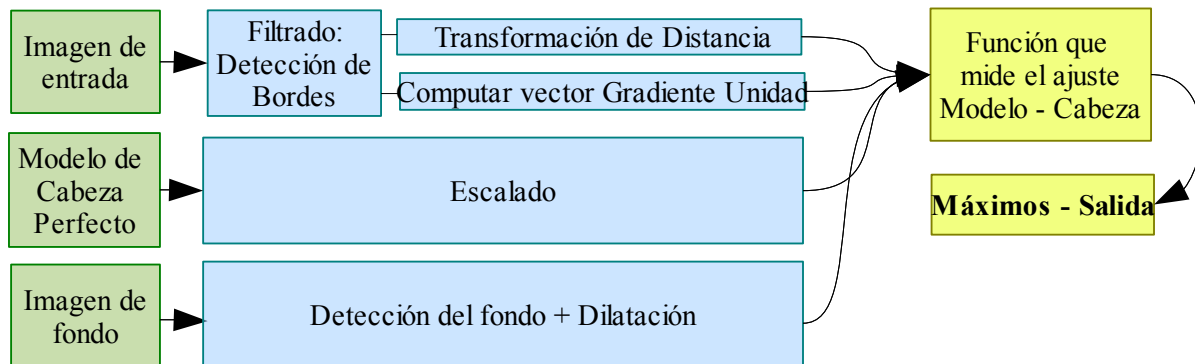 Imagen de
entrada
Filtrado:
Detección de
Bordes
Transformación de Distancia
Computar vector Gradiente Unidad
Función que
mide el ajuste
Modelo - Cabeza
Modelo de
Cabeza
Perfecto
Escalado
Máximos - Salida
Imagen de
fondo
Detección del fondo + Dilatación